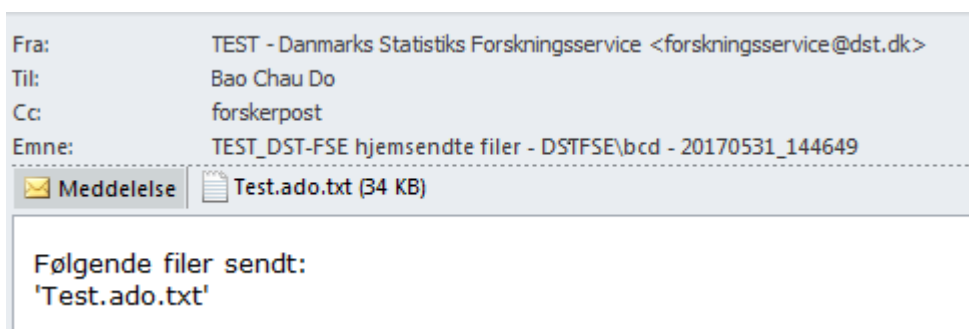 Fra: TEST - Danmarks Statistiks Forskningsservice <forskningsservice@dst.dk>
Til: Bao Chau Do
Cc: forskerpost
Emne: TEST_DST-FSE hjemsendte filer - DSTFSE\bcd - 20170531_144649
Meddelelse Test.ado.txt (34 KB)
Følgende filer sendt:
'Test.ado.txt'